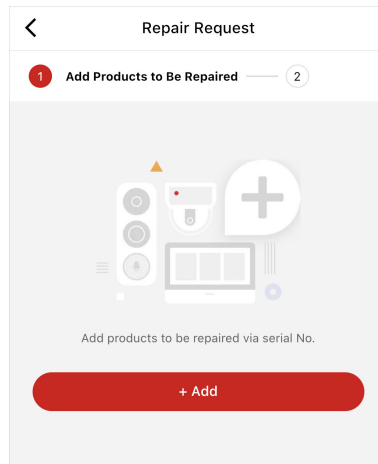 Repair Request
1 Add Products to Be Repaired 2
Add products to be repaired via serial No.
+ Add